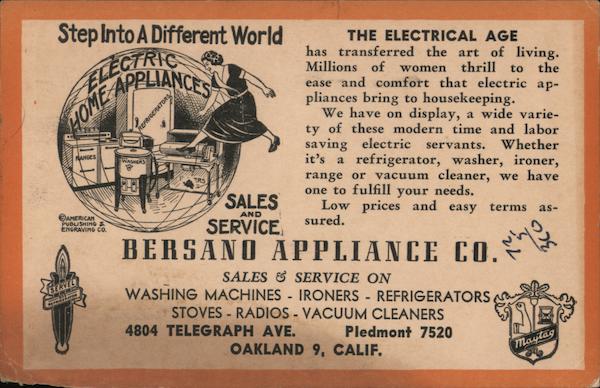 Step Into A Different World
ELECTRIC
HOME APPLIANCES
REFRIGERATORS
RANGES
WASHERS
SALES
AND
SERVICE
©AMERICAN
PUBLISHING &
ENGRAVING CO.
THE ELECTRICAL AGE
has transferred the art of living.
Millions of women thrill to the
ease and comfort that electric ap-
pliances bring to housekeeping.
We have on display, a wide varie-
ty of these modern time and labor
saving electric servants. Whether
it's a refrigerator, washer, ironer,
range or vacuum cleaner, we have
one to fulfill your needs.
Low prices and easy terms as-
sured.
BERSANO APPLIANCE CO.
SALES & SERVICE ON
WASHING MACHINES - IRONERS - REFRIGERATORS
STOVES - RADIOS - VACUUM CLEANERS
4804 TELEGRAPH AVE. Piedmont 7520
OAKLAND 9, CALIF.
SERVEL
Maytag